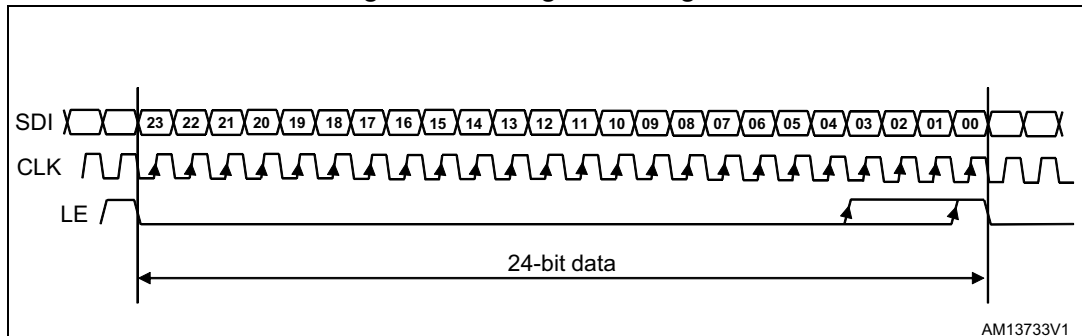 SDI 23 22 21 20 19 18 17 16 15 14 13 12 11 10 09 08 07 06 05 04 03 02 01 00
CLK
LE
24-bit data
AM13733V1